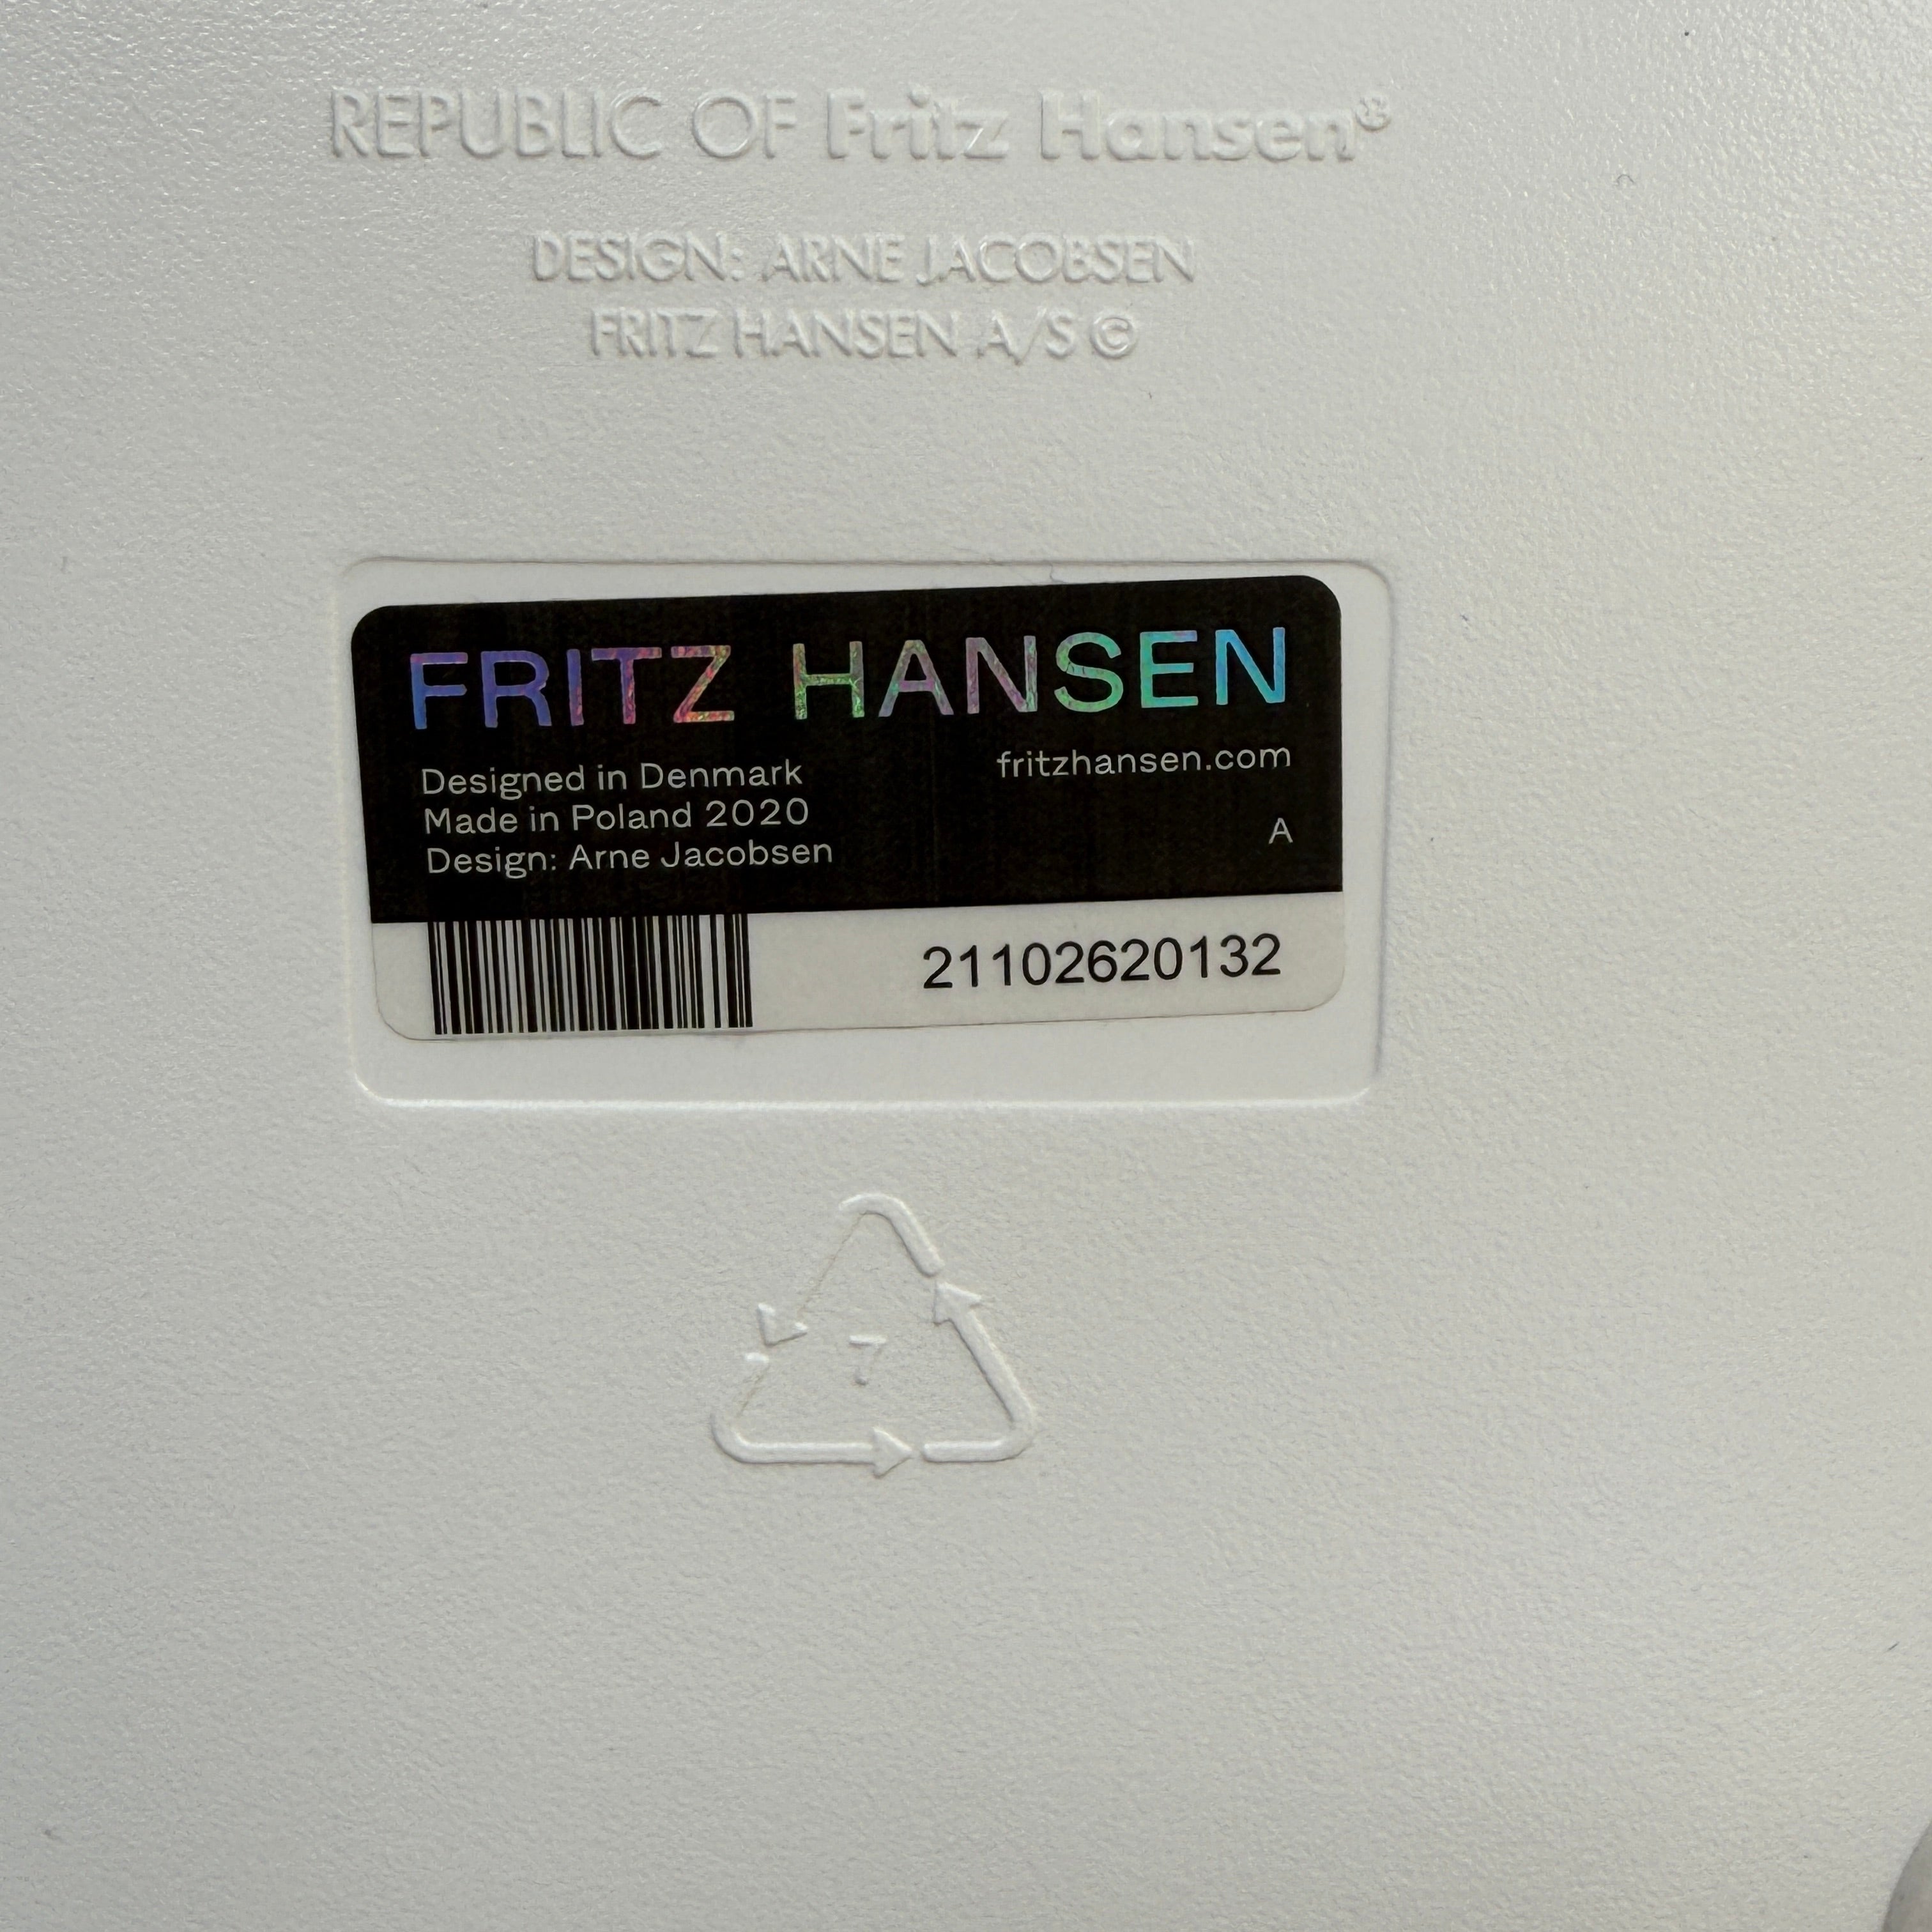 REPUBLIC OF Fritz Hansen®
DESIGN: ARNE JACOBSEN
FRITZ HANSEN A/S ©
FRITZ HANSEN
fritzhansen.com
Designed in Denmark
Made in Poland 2020
Design: Arne Jacobsen
A
21102620132
7